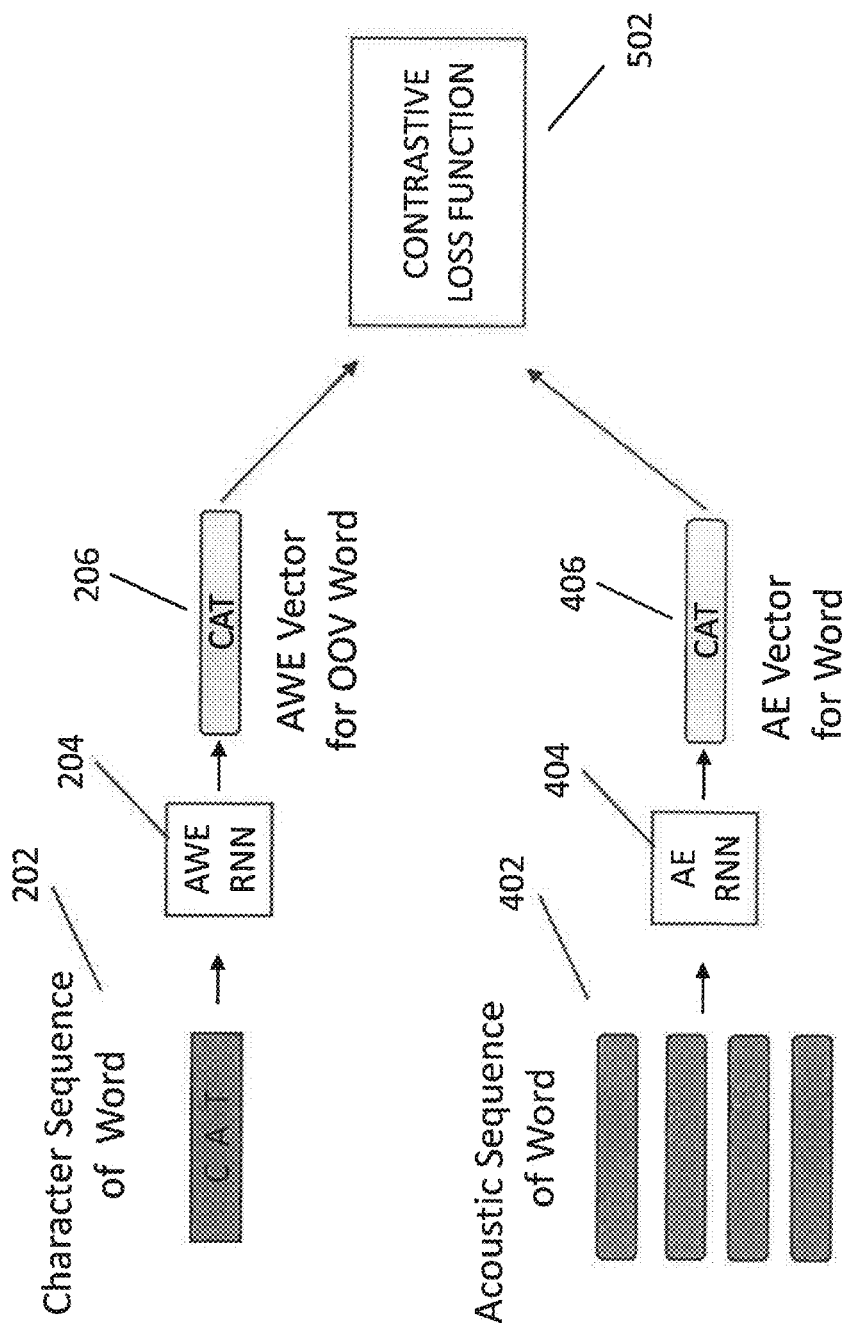 Character Sequence
of Word
202
C A T
204
AWE
RNN
206
CAT
AWE Vector
for OOV Word
Acoustic Sequence
of Word
402
404
AE
RNN
406
CAT
AE Vector
for Word
CONTRASTIVE
LOSS FUNCTION
502